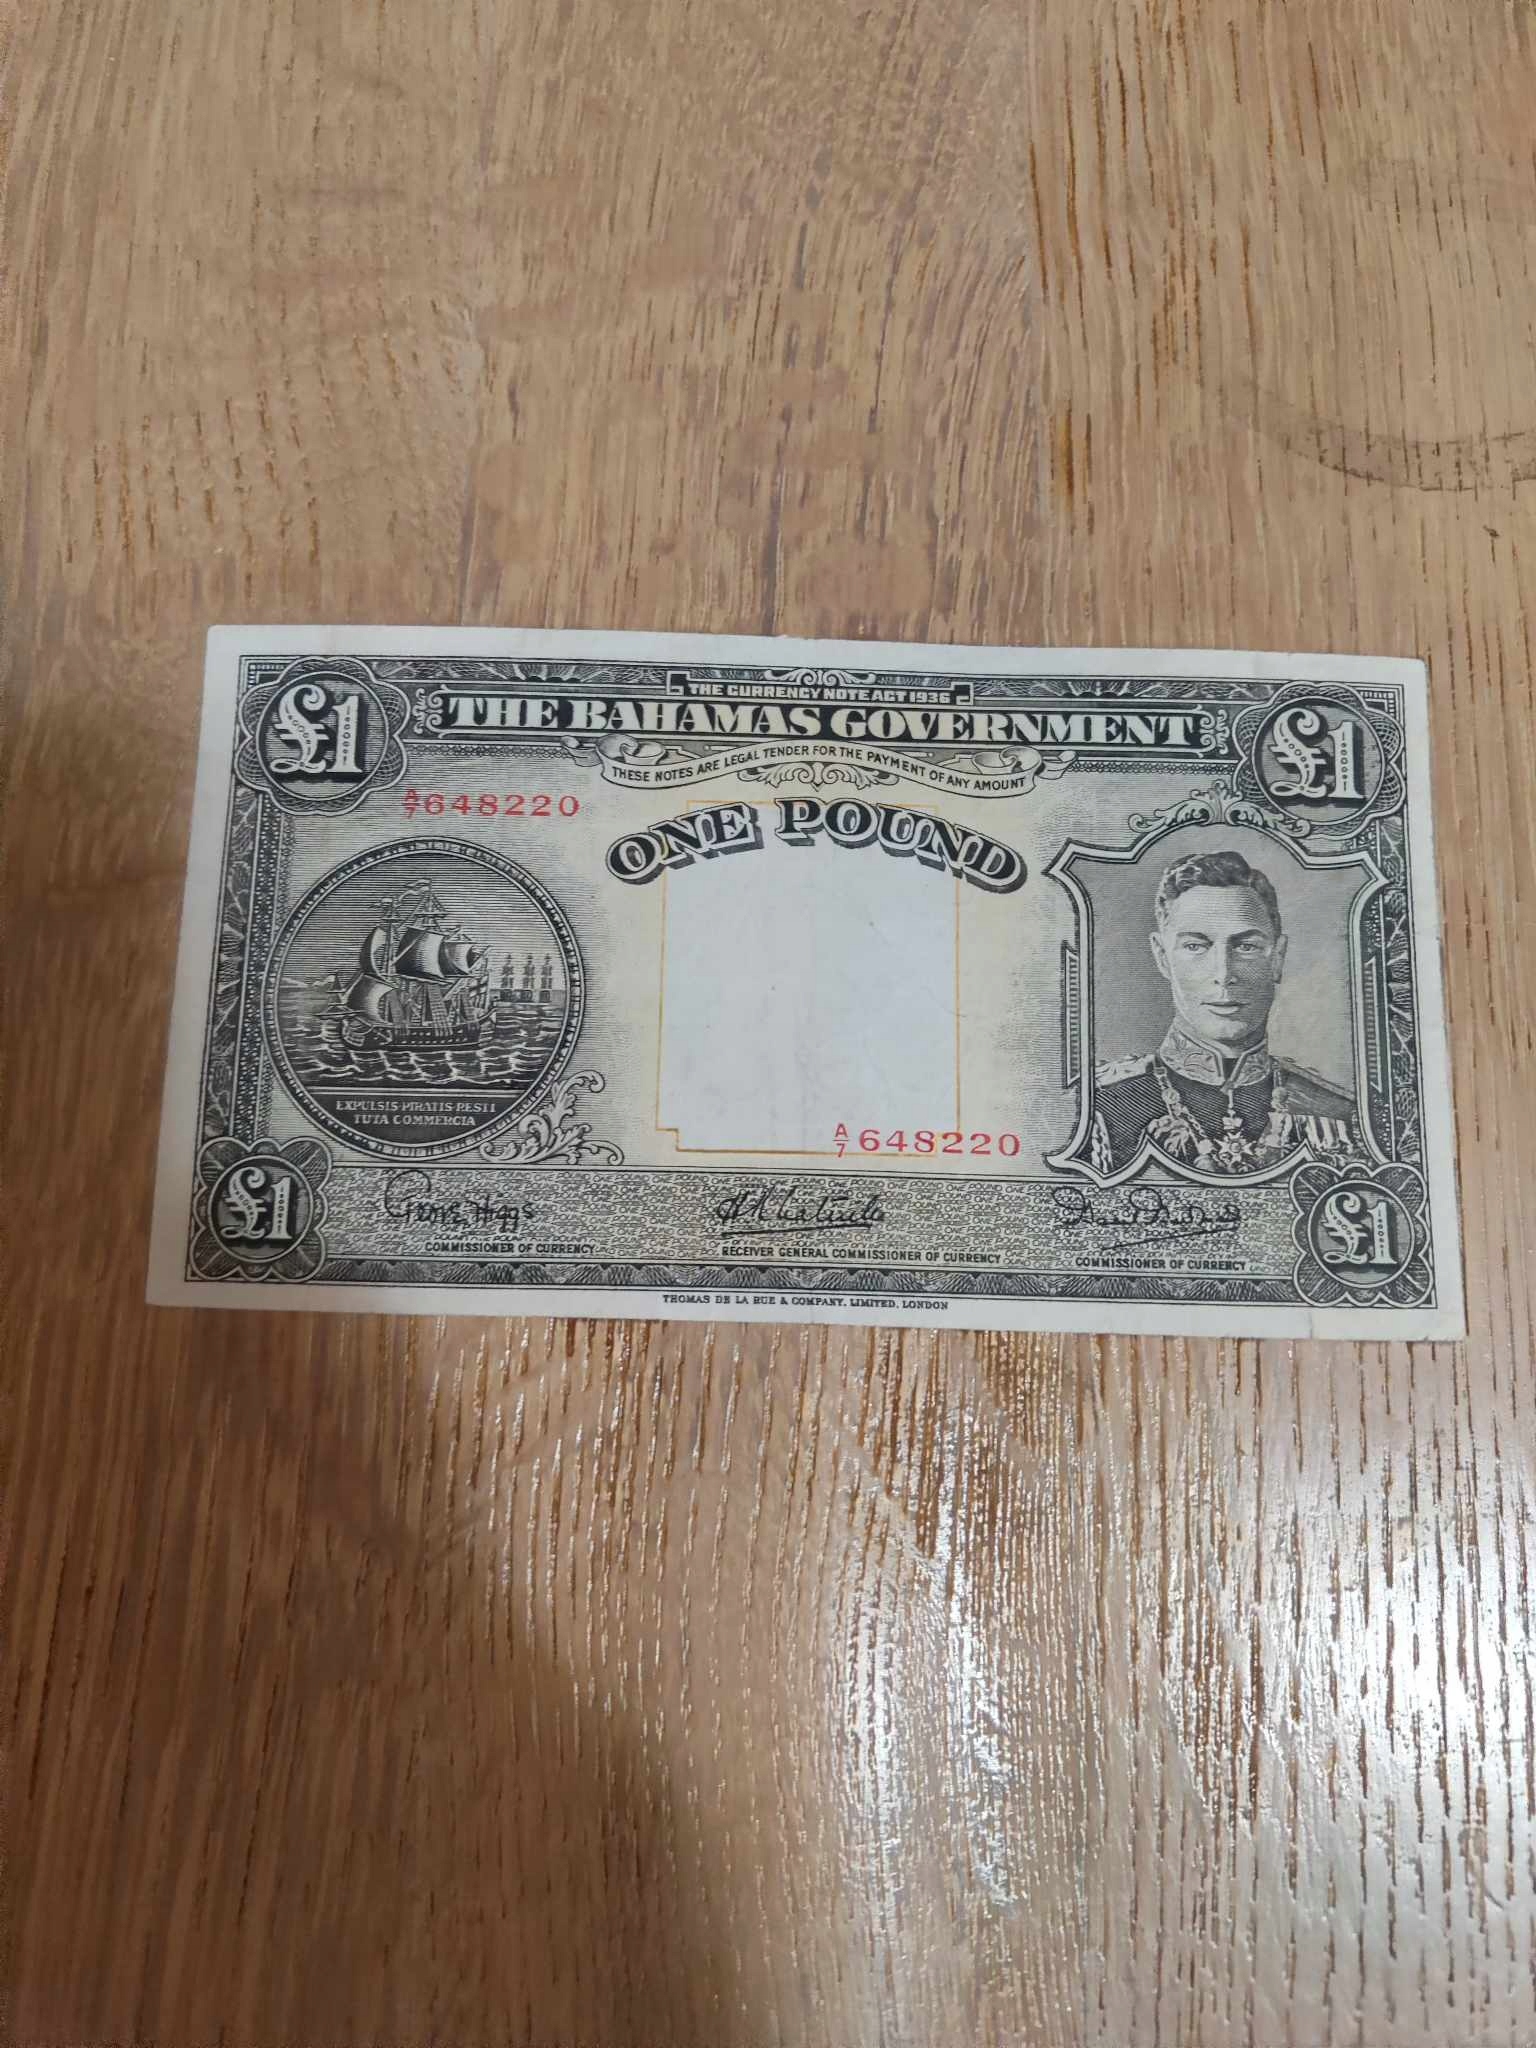 £1
£1
THE CURRENCY NOTE ACT 1936
THE BAHAMAS GOVERNMENT
THESE NOTES ARE LEGAL TENDER FOR THE PAYMENT OF ANY AMOUNT
A/7 648220
ONE POUND
EXPULSIS PIRATIS RESTI
TUTA COMMERCIA
A/7 648220
£1
£1
COMMISSIONER OF CURRENCY
RECEIVER GENERAL COMMISSIONER OF CURRENCY
COMMISSIONER OF CURRENCY
THOMAS DE LA RUE & COMPANY, LIMITED, LONDON